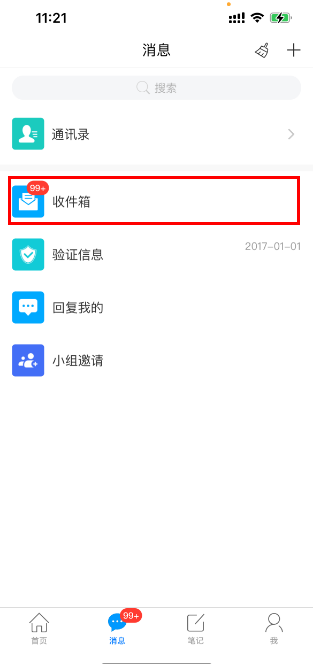 11:21
消息
搜索
通讯录
99+
收件箱
验证信息
2017-01-01
回复我的
小组邀请
99+
首页
消息
笔记
我